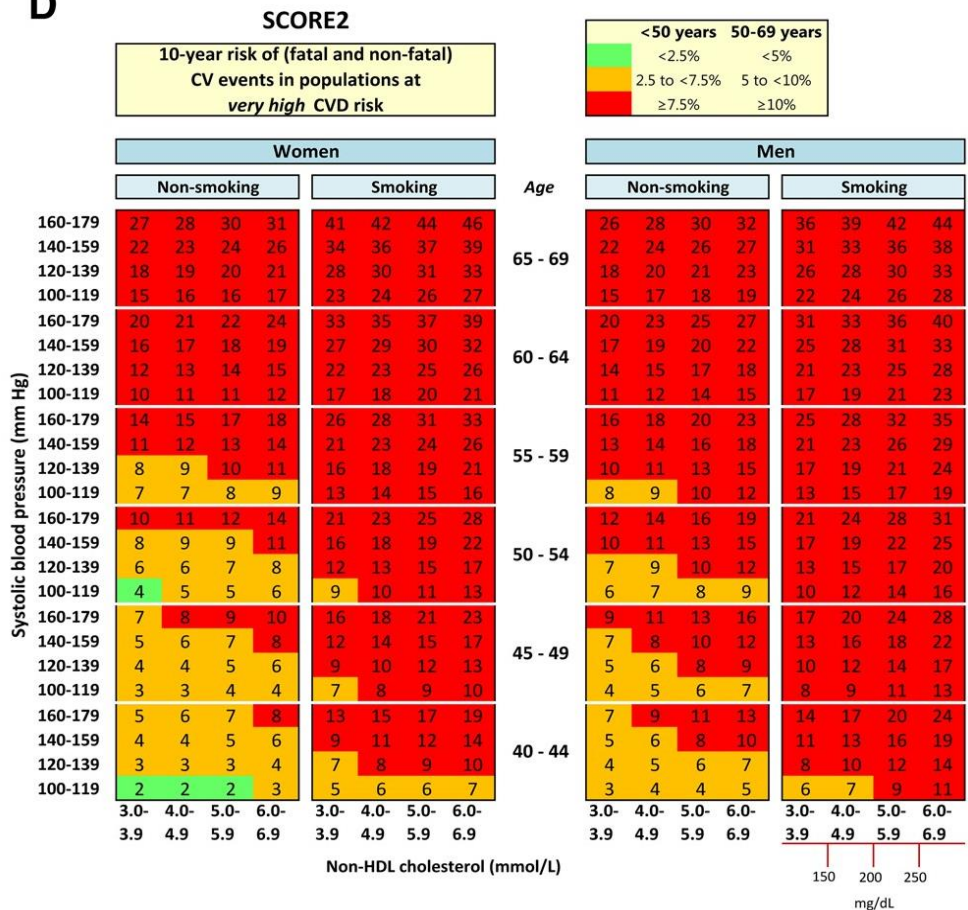 D
SCORE2
10-year risk of (fatal and non-fatal)
CV events in populations at
very high CVD risk
<50 years 50-69 years
<2.5% <5%
2.5 to <7.5% 5 to <10%
≥7.5% ≥10%
Women Men
Non-smoking Smoking Age Non-smoking Smoking
Systolic blood pressure (mm Hg)
160-179 27 28 30 31 41 42 44 46 26 28 30 32 36 39 42 44
140-159 22 23 24 26 34 36 37 39 22 24 26 27 31 33 36 38
65 - 69
120-139 18 19 20 21 28 30 31 33 18 20 21 23 26 28 30 33
100-119 15 16 16 17 23 24 26 27 15 17 18 19 22 24 26 28
160-179 20 21 22 24 33 35 37 39 20 23 25 27 31 33 36 40
140-159 16 17 18 19 27 29 30 32 17 19 20 22 25 28 31 33
60 - 64
120-139 12 13 14 15 22 23 25 26 14 15 17 18 21 23 25 28
100-119 10 11 11 12 17 18 20 21 11 12 14 15 17 19 21 23
160-179 14 15 17 18 26 28 31 33 16 18 20 23 25 28 32 35
140-159 11 12 13 14 21 23 24 26 13 14 16 18 21 23 26 29
55 - 59
120-139 8 9 10 11 16 18 19 21 10 11 13 15 17 19 21 24
100-119 7 7 8 9 13 14 15 16 8 9 10 12 13 15 17 19
160-179 10 11 12 14 21 23 25 28 12 14 16 19 21 24 28 31
140-159 8 9 9 11 16 18 19 22 10 11 13 15 17 19 22 25
50 - 54
120-139 6 6 7 8 12 13 15 17 7 9 10 12 13 15 17 20
100-119 4 5 5 6 9 10 11 13 6 7 8 9 10 12 14 16
160-179 7 8 9 10 16 18 21 23 9 11 13 16 17 20 24 28
140-159 5 6 7 8 12 14 15 17 7 8 10 12 13 16 18 22
45 - 49
120-139 4 4 5 6 9 10 12 13 5 6 8 9 10 12 14 17
100-119 3 3 4 4 7 8 9 10 4 5 6 7 8 9 11 13
160-179 5 6 7 8 13 15 17 19 7 9 11 13 14 17 20 24
140-159 4 4 5 6 9 11 12 14 5 6 8 10 11 13 16 19
40 - 44
120-139 3 3 3 4 7 8 9 10 4 5 6 7 8 10 12 14
100-119 2 2 2 3 5 6 6 7 3 4 4 5 6 7 9 11
3.0- 4.0- 5.0- 6.0- 3.0- 4.0- 5.0- 6.0- 3.0- 4.0- 5.0- 6.0- 3.0- 4.0- 5.0- 6.0-
3.9 4.9 5.9 6.9 3.9 4.9 5.9 6.9 3.9 4.9 5.9 6.9 3.9 4.9 5.9 6.9
Non-HDL cholesterol (mmol/L)
150 200 250
mg/dL